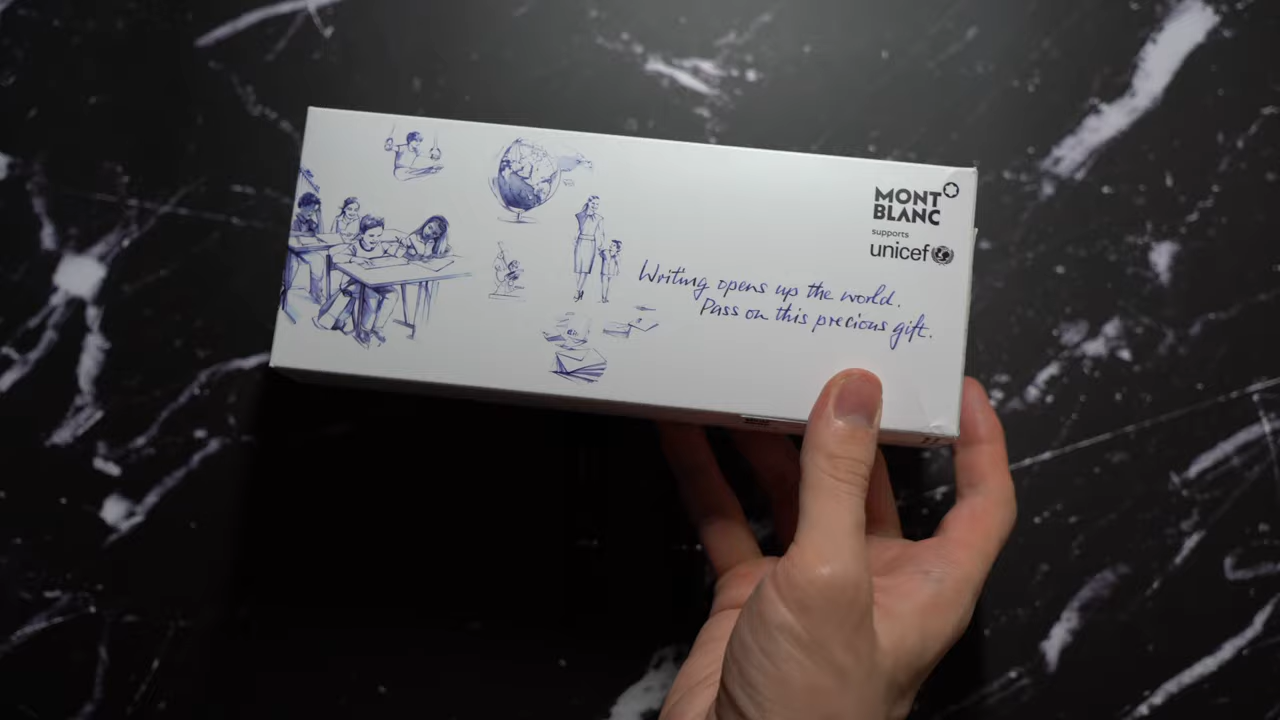 MONT
BLANC
supports
unicef
Writing opens up the world.
Pass on this precious gift.